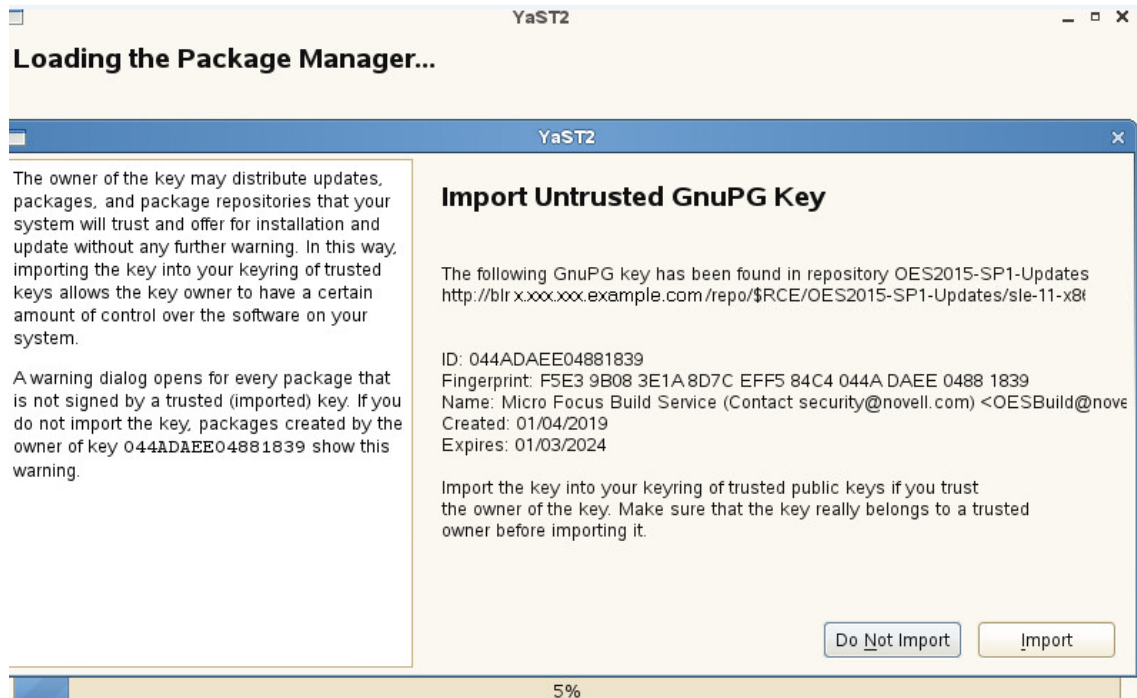 YaST2
Loading the Package Manager...
YaST2
The owner of the key may distribute updates,
packages, and package repositories that your
system will trust and offer for installation and
update without any further warning. In this way,
importing the key into your keyring of trusted
keys allows the key owner to have a certain
amount of control over the software on your
system.
A warning dialog opens for every package that
is not signed by a trusted (imported) key. If you
do not import the key, packages created by the
owner of key 044ADAEE04881839 show this
warning.
Import Untrusted GnuPG Key
The following GnuPG key has been found in repository OES2015-SP1-Updates
http://blr x.xxx.xxx.example.com/repo/$RCE/OES2015-SP1-Updates/sle-11-x86
ID: 044ADAEE04881839
Fingerprint: F5E3 9B08 3E1A 8D7C EFF5 84C4 044A DAEE 0488 1839
Name: Micro Focus Build Service (Contact security@novell.com) <OESBuild@nove
Created: 01/04/2019
Expires: 01/03/2024
Import the key into your keyring of trusted public keys if you trust
the owner of the key. Make sure that the key really belongs to a trusted
owner before importing it.
Do Not Import
Import
5%